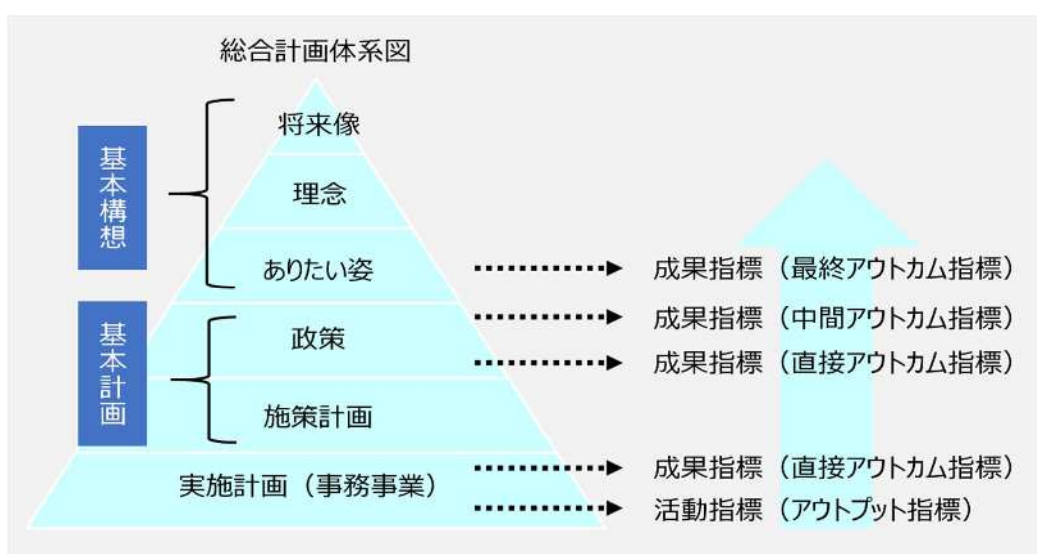 総合計画体系図
基本構想
将来像
理念
ありたい姿
成果指標（最終アウトカム指標）
基本計画
政策
成果指標（中間アウトカム指標）
成果指標（直接アウトカム指標）
施策計画
実施計画（事務事業）
成果指標（直接アウトカム指標）
活動指標（アウトプット指標）